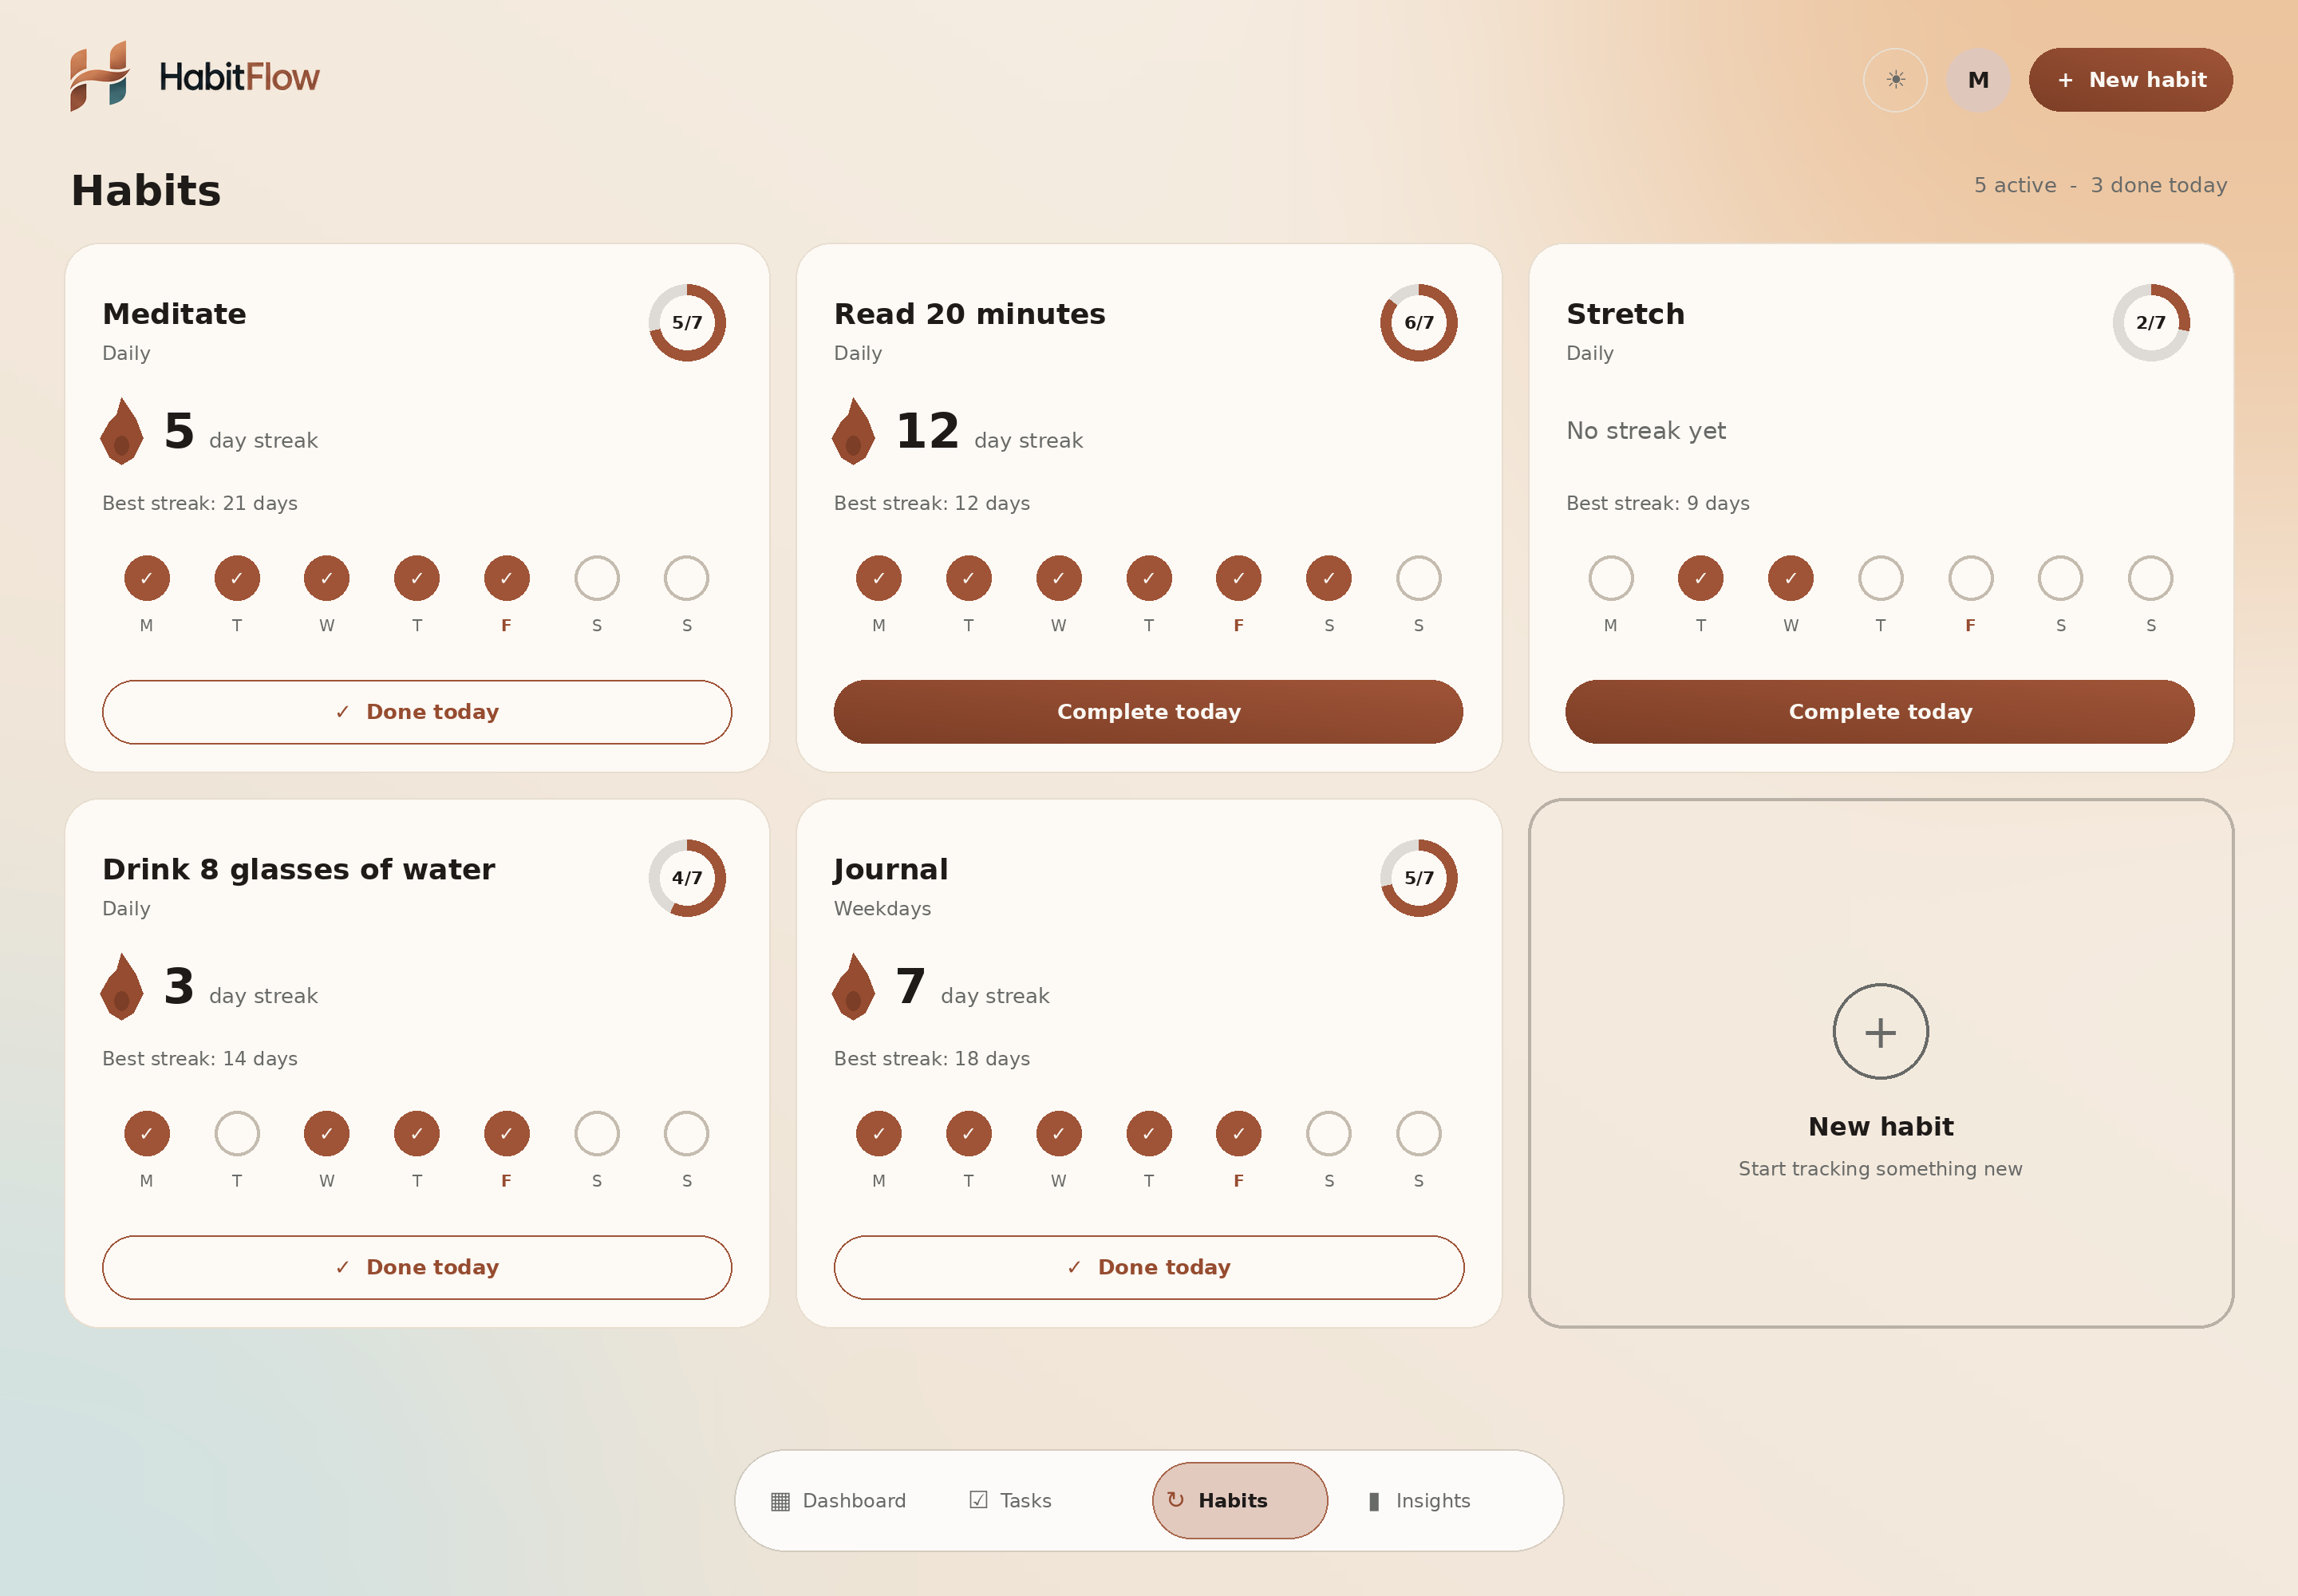 HabitFlow
M
+ New habit
Habits
5 active - 3 done today
Meditate
5/7
Daily
5 day streak
Best streak: 21 days
✓ ✓ ✓ ✓ ✓
M T W T F S S
✓ Done today
Read 20 minutes
6/7
Daily
12 day streak
Best streak: 12 days
✓ ✓ ✓ ✓ ✓ ✓
M T W T F S S
Complete today
Stretch
2/7
Daily
No streak yet
Best streak: 9 days
✓ ✓
M T W T F S S
Complete today
Drink 8 glasses of water
4/7
Daily
3 day streak
Best streak: 14 days
✓ ✓ ✓ ✓
M T W T F S S
✓ Done today
Journal
5/7
Weekdays
7 day streak
Best streak: 18 days
✓ ✓ ✓ ✓ ✓
M T W T F S S
✓ Done today
+
New habit
Start tracking something new
Dashboard
Tasks
Habits
Insights